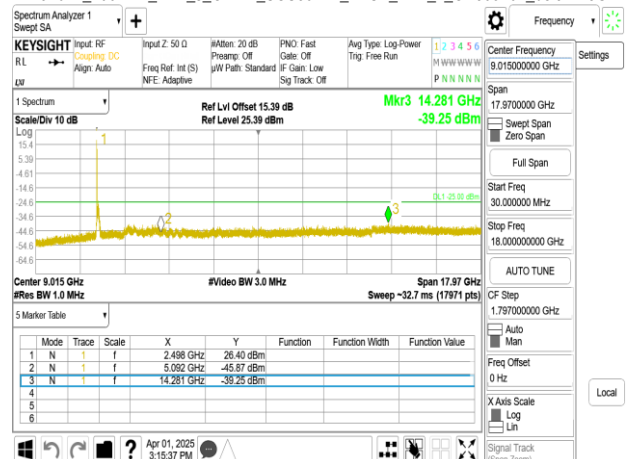 Spectrum Analyzer 1
Swept SA
Frequency
KEYSIGHT
RL
Input: RF
Coupling: DC
Align: Auto
Input Z: 50 Ω
Freq Ref: Int (S)
NFE: Adaptive
#Atten: 20 dB
Preamp: Off
µW Path: Standard
PNO: Fast
Gate: Off
IF Gain: Low
Sig Track: Off
Avg Type: Log-Power
Trig: Free Run
1 2 3 4 5 6
M W W W W W
P N N N N N
Center Frequency
9.015000000 GHz
Settings
Span
17.9700000 GHz
Swept Span
Zero Span
Full Span
Start Freq
30.000000 MHz
Stop Freq
18.000000000 GHz
AUTO TUNE
CF Step
1.797000000 GHz
Auto
Man
Freq Offset
0 Hz
X Axis Scale
Log
Lin
Signal Track
Local
1 Spectrum
Scale/Div 10 dB
Ref Lvl Offset 15.39 dB
Ref Level 25.39 dBm
Mkr3 14.281 GHz
-39.25 dBm
Log
15.4
5.39
-4.61
-14.6
-24.6
-34.6
-44.6
-54.6
-64.6
1
2
3
DL1 -25.00 dBm
Center 9.015 GHz
#Res BW 1.0 MHz
#Video BW 3.0 MHz
Span 17.97 GHz
Sweep ~32.7 ms (17971 pts)
5 Marker Table
Mode Trace Scale X Y Function Function Width Function Value
1 N 1 f 2.498 GHz 26.40 dBm
2 N 1 f 5.092 GHz -45.87 dBm
3 N 1 f 14.281 GHz -39.25 dBm
4
5
6
Apr 01, 2025
3:15:37 PM